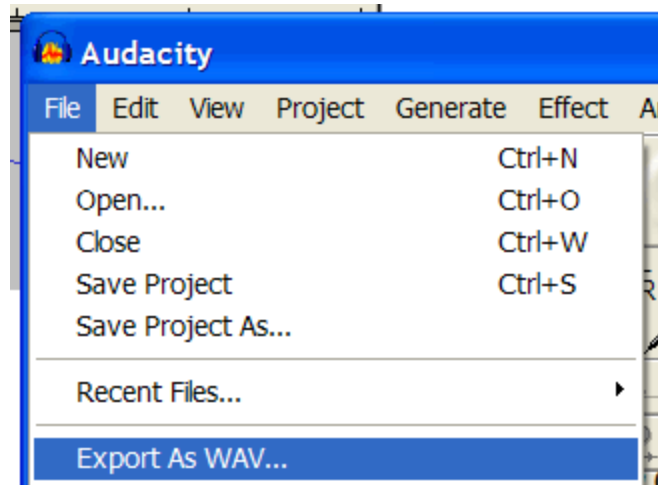 Audacity
File Edit View Project Generate Effect
New Ctrl+N
Open... Ctrl+O
Close Ctrl+W
Save Project Ctrl+S
Save Project As...
Recent Files...
Export As WAV...